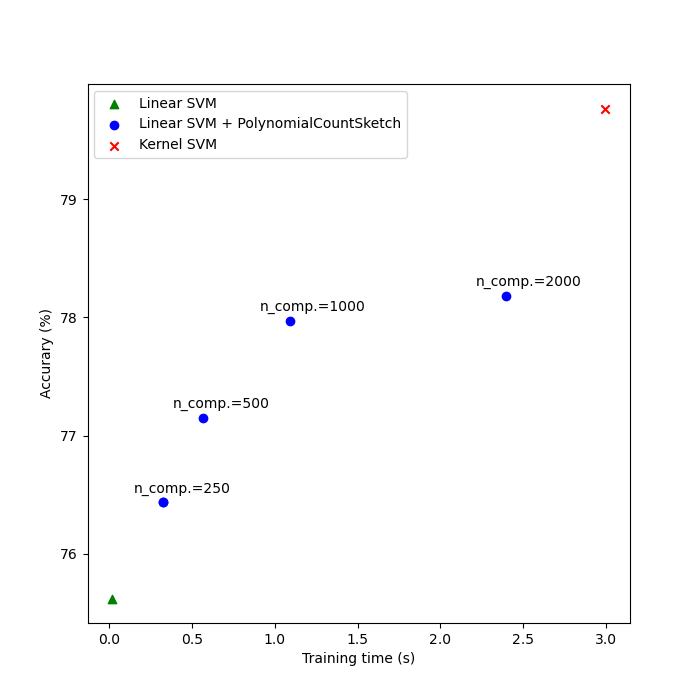 Linear SVM
Linear SVM + PolynomialCountSketch
Kernel SVM
79
78
77
76
Accurary (%)
n_comp.=2000
n_comp.=1000
n_comp.=500
n_comp.=250
0.0 0.5 1.0 1.5 2.0 2.5 3.0
Training time (s)